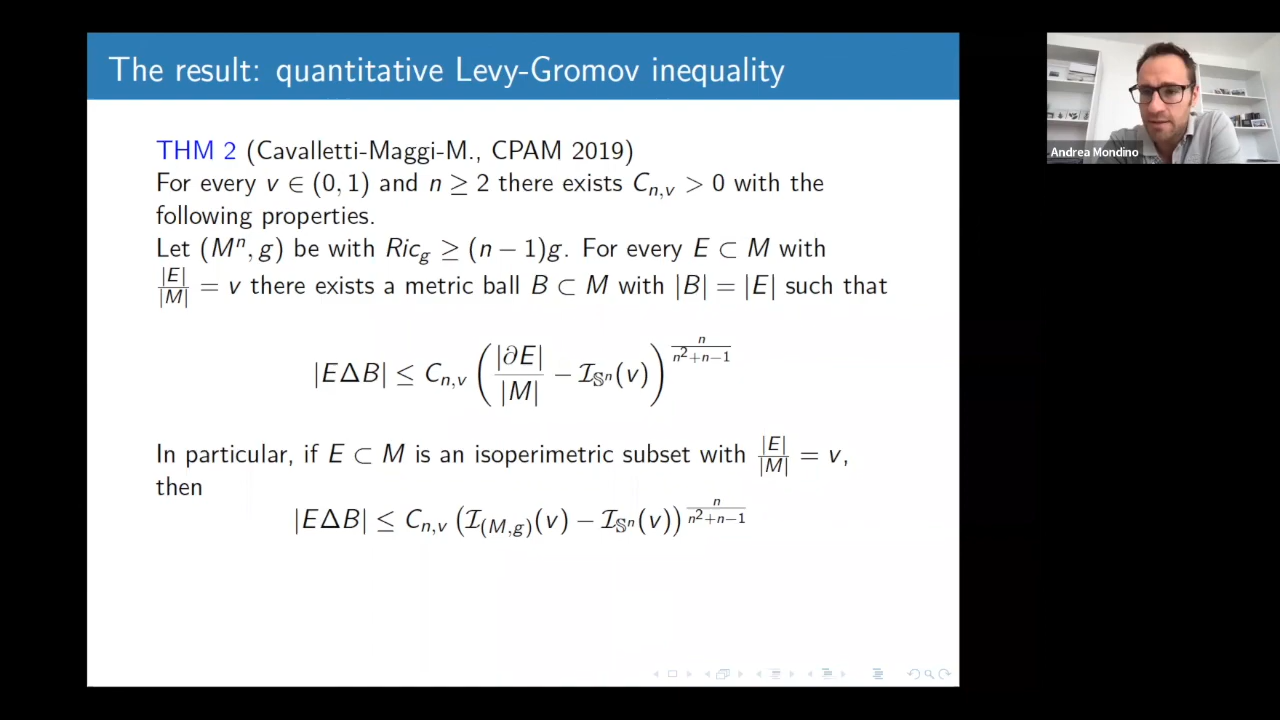 The result: quantitative Levy-Gromov inequality
THM 2 (Cavalletti-Maggi-M., CPAM 2019)
For every v ∈ (0, 1) and n ≥ 2 there exists C_{n,v} > 0 with the
following properties.
Let (M^n, g) be with Ric_g ≥ (n − 1)g. For every E ⊂ M with
|E|/|M| = v there exists a metric ball B ⊂ M with |B| = |E| such that
|EΔB| ≤ C_{n,v} (|∂E|/|M| − I_{𝕊^n}(v))^{n/(n^2+n−1)}
In particular, if E ⊂ M is an isoperimetric subset with |E|/|M| = v,
then
|EΔB| ≤ C_{n,v} (I_{(M,g)}(v) − I_{𝕊^n}(v))^{n/(n^2+n−1)}
Andrea Mondino